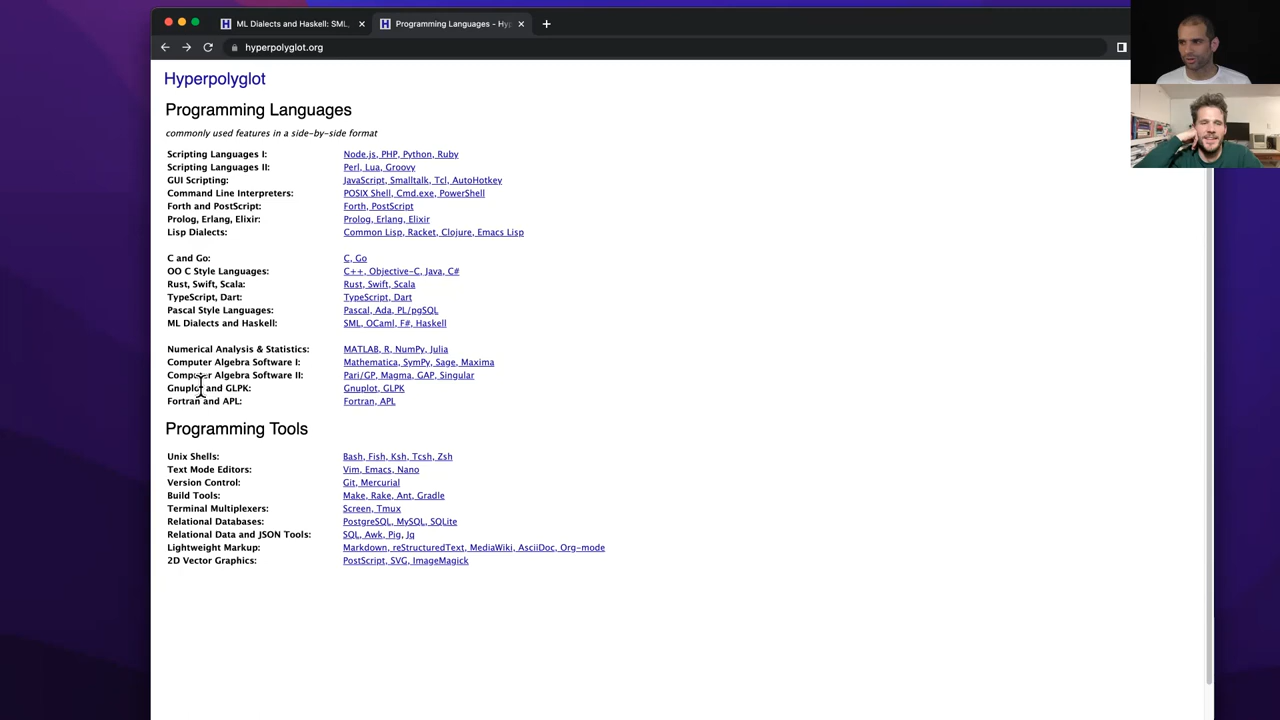 ML Dialects and Haskell: SML,
Programming Languages - Hyp
hyperpolyglot.org
Hyperpolyglot
Programming Languages
commonly used features in a side-by-side format
Scripting Languages I: Node.js, PHP, Python, Ruby
Scripting Languages II: Perl, Lua, Groovy
GUI Scripting: JavaScript, Smalltalk, Tcl, AutoHotkey
Command Line Interpreters: POSIX Shell, Cmd.exe, PowerShell
Forth and PostScript: Forth, PostScript
Prolog, Erlang, Elixir: Prolog, Erlang, Elixir
Lisp Dialects: Common Lisp, Racket, Clojure, Emacs Lisp
C and Go: C, Go
OO C Style Languages: C++, Objective-C, Java, C#
Rust, Swift, Scala: Rust, Swift, Scala
TypeScript, Dart: TypeScript, Dart
Pascal Style Languages: Pascal, Ada, PL/pgSQL
ML Dialects and Haskell: SML, OCaml, F#, Haskell
Numerical Analysis & Statistics: MATLAB, R, NumPy, Julia
Computer Algebra Software I: Mathematica, SymPy, Sage, Maxima
Computer Algebra Software II: Pari/GP, Magma, GAP, Singular
Gnuplot and GLPK: Gnuplot, GLPK
Fortran and APL: Fortran, APL
Programming Tools
Unix Shells: Bash, Fish, Ksh, Tcsh, Zsh
Text Mode Editors: Vim, Emacs, Nano
Version Control: Git, Mercurial
Build Tools: Make, Rake, Ant, Gradle
Terminal Multiplexers: Screen, Tmux
Relational Databases: PostgreSQL, MySQL, SQLite
Relational Data and JSON Tools: SQL, Awk, Pig, Jq
Lightweight Markup: Markdown, reStructuredText, MediaWiki, AsciiDoc, Org-mode
2D Vector Graphics: PostScript, SVG, ImageMagick